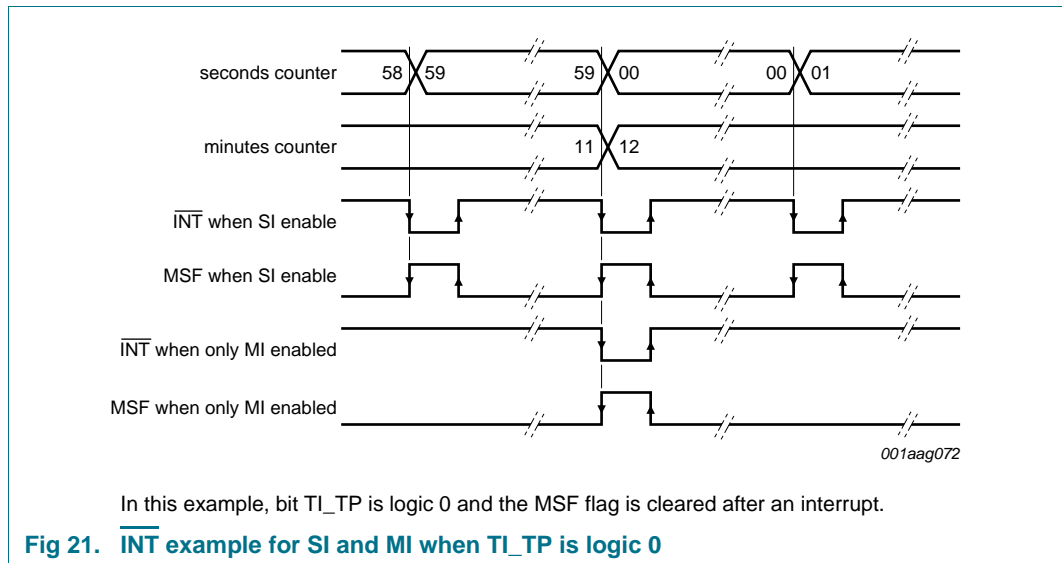 seconds counter 58 59 59 00 00 01
minutes counter 11 12
INT when SI enable
MSF when SI enable
INT when only MI enabled
MSF when only MI enabled
001aag072
In this example, bit TI_TP is logic 0 and the MSF flag is cleared after an interrupt.
Fig 21. INT example for SI and MI when TI_TP is logic 0